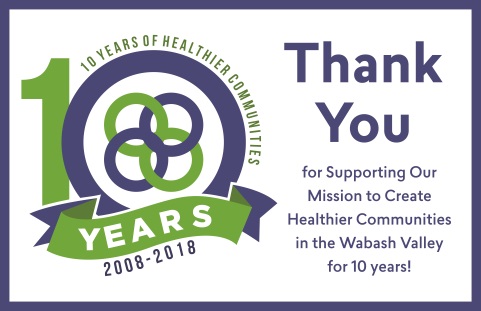 10 YEARS OF HEALTHIER COMMUNITIES
10
YEARS
2008-2018
Thank
You
for Supporting Our
Mission to Create
Healthier Communities
in the Wabash Valley
for 10 years!